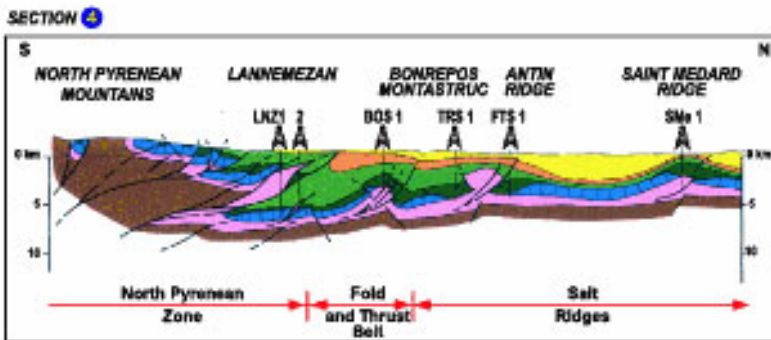 SECTION 4
S N
NORTH PYRENEAN MOUNTAINS
LANNEMEZAN
BONREPOS MONTASTRUC
ANTIN RIDGE
SAINT MEDARD RIDGE
LNZ1 2 BOS 1 TRS 1 FTS 1 SMe 1
0 km 0 km
5 5
10 10
North Pyrenean Zone
Fold and Thrust Belt
Salt Ridges